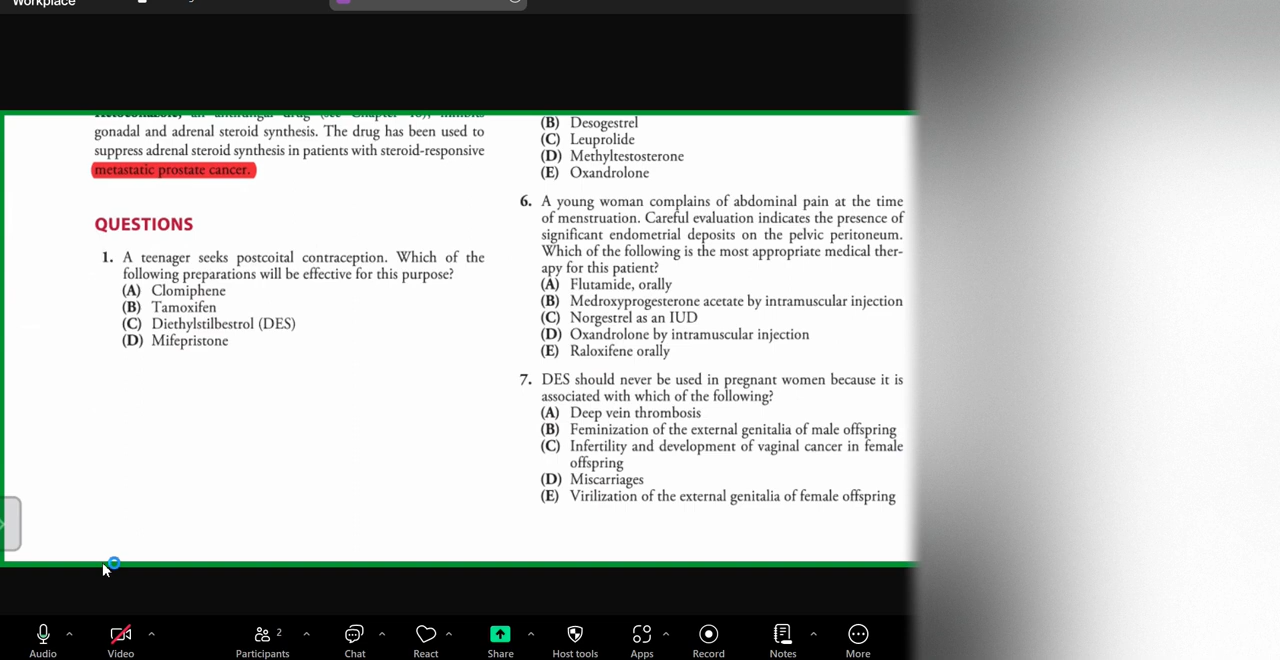 Workplace
gonadal and adrenal steroid synthesis. The drug has been used to
suppress adrenal steroid synthesis in patients with steroid-responsive
metastatic prostate cancer.
QUESTIONS
1. A teenager seeks postcoital contraception. Which of the
following preparations will be effective for this purpose?
(A) Clomiphene
(B) Tamoxifen
(C) Diethylstilbestrol (DES)
(D) Mifepristone
(B) Desogestrel
(C) Leuprolide
(D) Methyltestosterone
(E) Oxandrolone
6. A young woman complains of abdominal pain at the time
of menstruation. Careful evaluation indicates the presence of
significant endometrial deposits on the pelvic peritoneum.
Which of the following is the most appropriate medical ther-
apy for this patient?
(A) Flutamide, orally
(B) Medroxyprogesterone acetate by intramuscular injection
(C) Norgestrel as an IUD
(D) Oxandrolone by intramuscular injection
(E) Raloxifene orally
7. DES should never be used in pregnant women because it is
associated with which of the following?
(A) Deep vein thrombosis
(B) Feminization of the external genitalia of male offspring
(C) Infertility and development of vaginal cancer in female
offspring
(D) Miscarriages
(E) Virilization of the external genitalia of female offspring
Audio
Video
Participants 2
Chat
React
Share
Host tools
Apps
Record
Notes
More